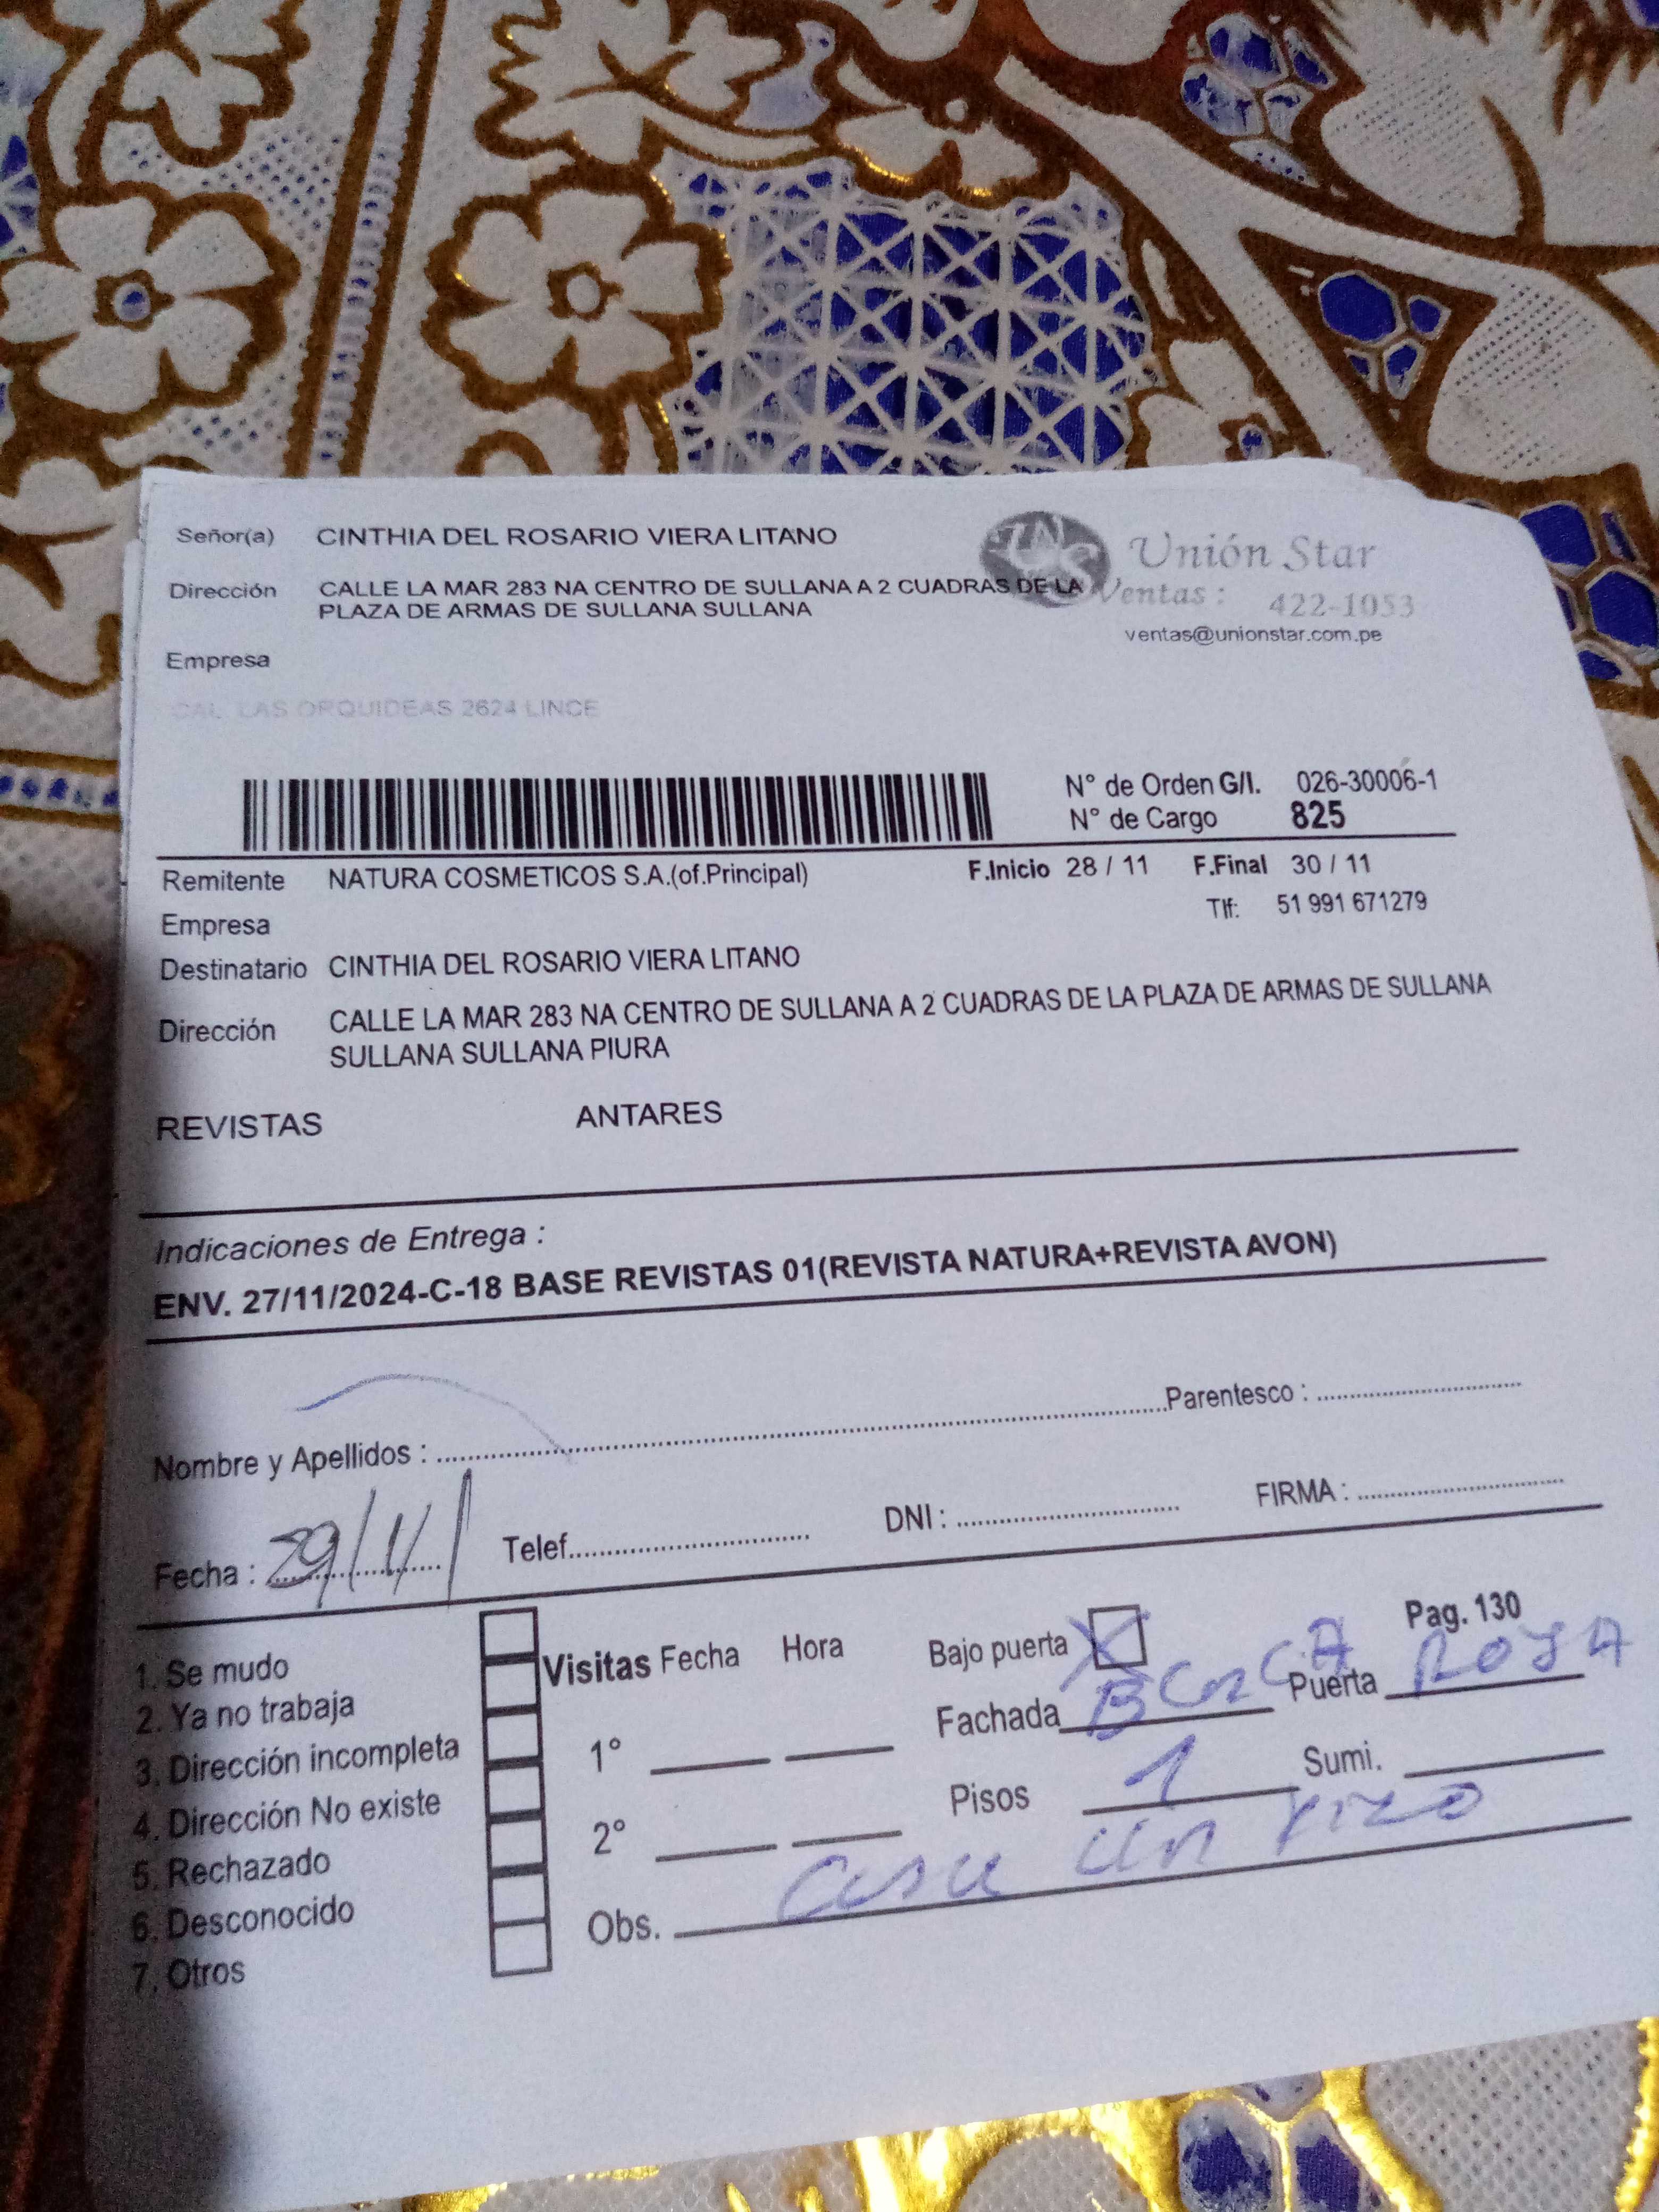 Señor(a) CINTHIA DEL ROSARIO VIERA LITANO
Unión Star
Dirección CALLE LA MAR 283 NA CENTRO DE SULLANA A 2 CUADRAS DE LA
PLAZA DE ARMAS DE SULLANA SULLANA
Ventas : 422-1053
ventas@unionstar.com.pe
Empresa
CAL. LAS ORQUIDEAS 2624 LINCE
N° de Orden G/I. 026-30006-1
N° de Cargo 825
Remitente NATURA COSMETICOS S.A.(of.Principal) F.Inicio 28 / 11 F.Final 30 / 11
Empresa Tlf: 51 991 671279
Destinatario CINTHIA DEL ROSARIO VIERA LITANO
Dirección CALLE LA MAR 283 NA CENTRO DE SULLANA A 2 CUADRAS DE LA PLAZA DE ARMAS DE SULLANA
SULLANA SULLANA PIURA
REVISTAS ANTARES
Indicaciones de Entrega :
ENV. 27/11/2024-C-18 BASE REVISTAS 01(REVISTA NATURA+REVISTA AVON)
Nombre y Apellidos : Parentesco :
Fecha : 29/11/ Telef. DNI : FIRMA :
Pag. 130
1. Se mudo Visitas Fecha Hora Bajo puerta X
2. Ya no trabaja Fachada Puerta ROJA
3. Dirección incompleta 1°
4. Dirección No existe Pisos 1 Sumi.
5. Rechazado 2°
6. Desconocido Obs. casa un
7. Otros